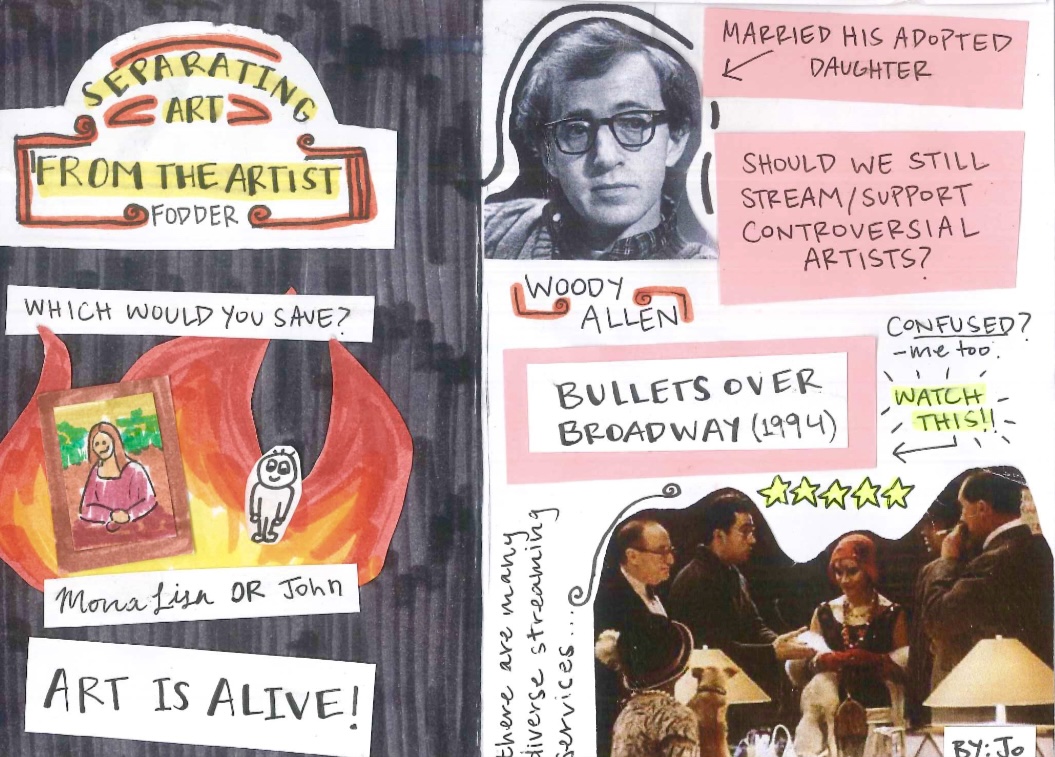 SEPARATING
ART
FROM THE ARTIST
FODDER
WHICH WOULD YOU SAVE?
Mona Lisa OR John
ART IS ALIVE!
MARRIED HIS ADOPTED
DAUGHTER
SHOULD WE STILL
STREAM/SUPPORT
CONTROVERSIAL
ARTISTS?
WOODY
ALLEN
CONFUSED?
-me too.
WATCH
THIS!!
BULLETS OVER
BROADWAY (1994)
there are many
diverse streaming
services...
BY: Jo